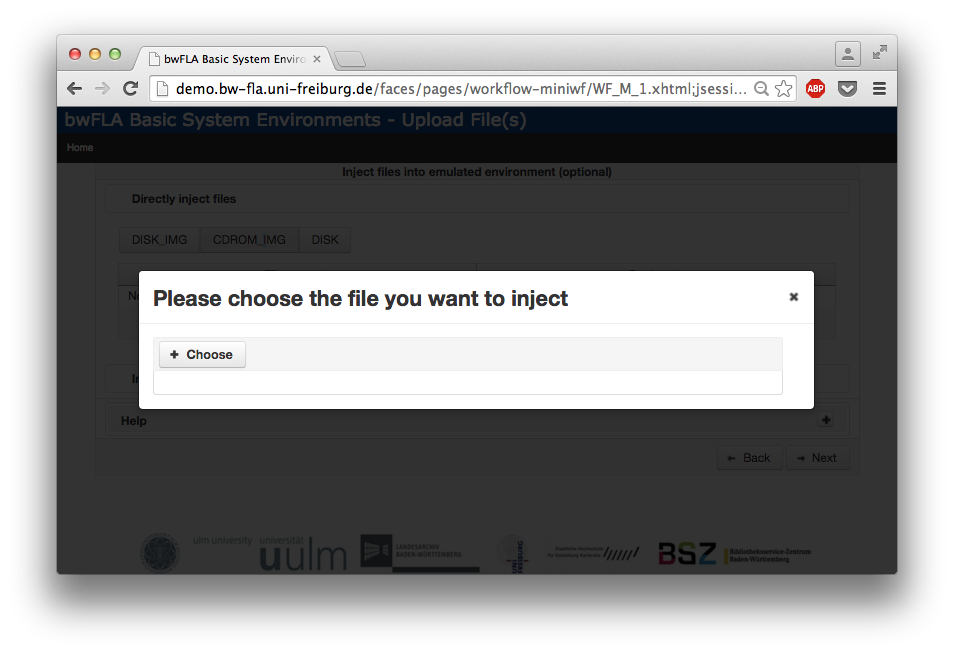 bwFLA Basic System Enviro
demo.bw-fla.uni-freiburg.de/faces/pages/workflow-miniwf/WF_M_1.xhtml;jsessi...
ABP
bwFLA Basic System Environments - Upload File(s)
Home
Inject files into emulated environment (optional)
Directly inject files
DISK_IMG CDROM_IMG DISK
Please choose the file you want to inject
Choose
Help
Back Next
ulm university universität
uulm
LANDESARCHIV
BADEN-WÜRTTEMBERG
UNI
FREIBURG
BSZ
Bibliotheksservice-Zentrum
Baden-Württemberg